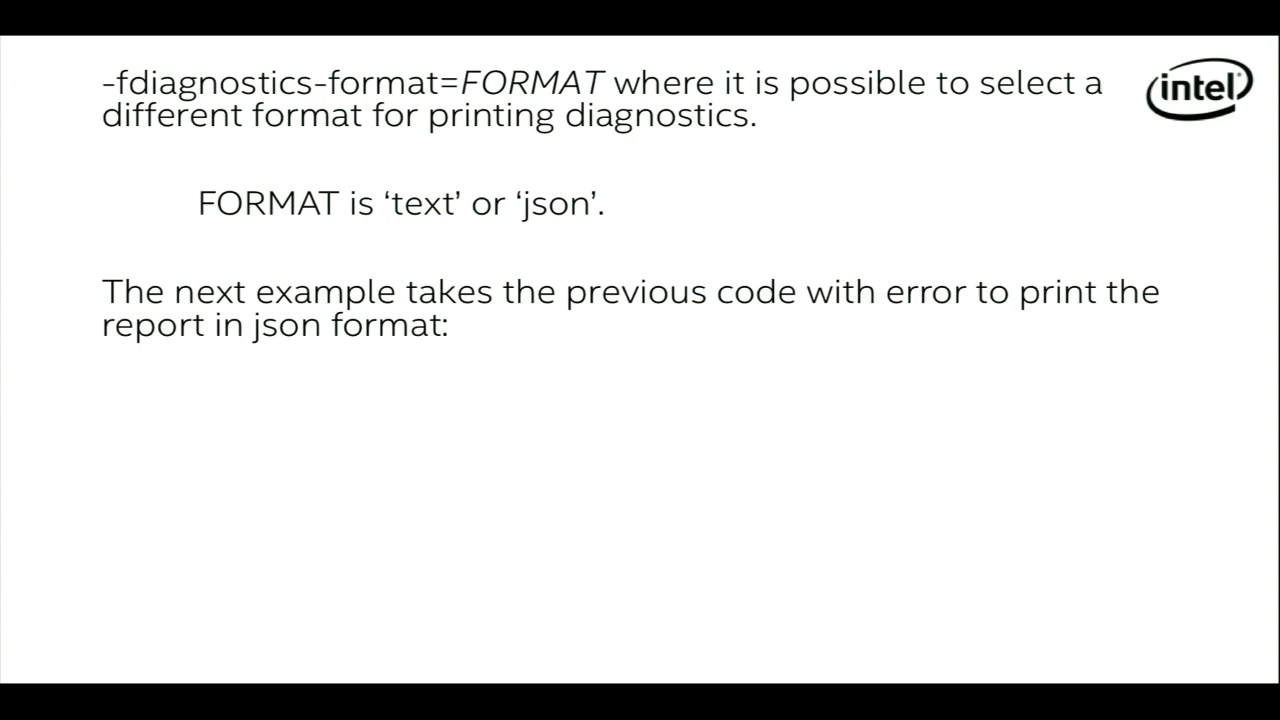 -fdiagnostics-format=FORMAT where it is possible to select a
different format for printing diagnostics.
intel
FORMAT is ‘text’ or ‘json’.
The next example takes the previous code with error to print the
report in json format: